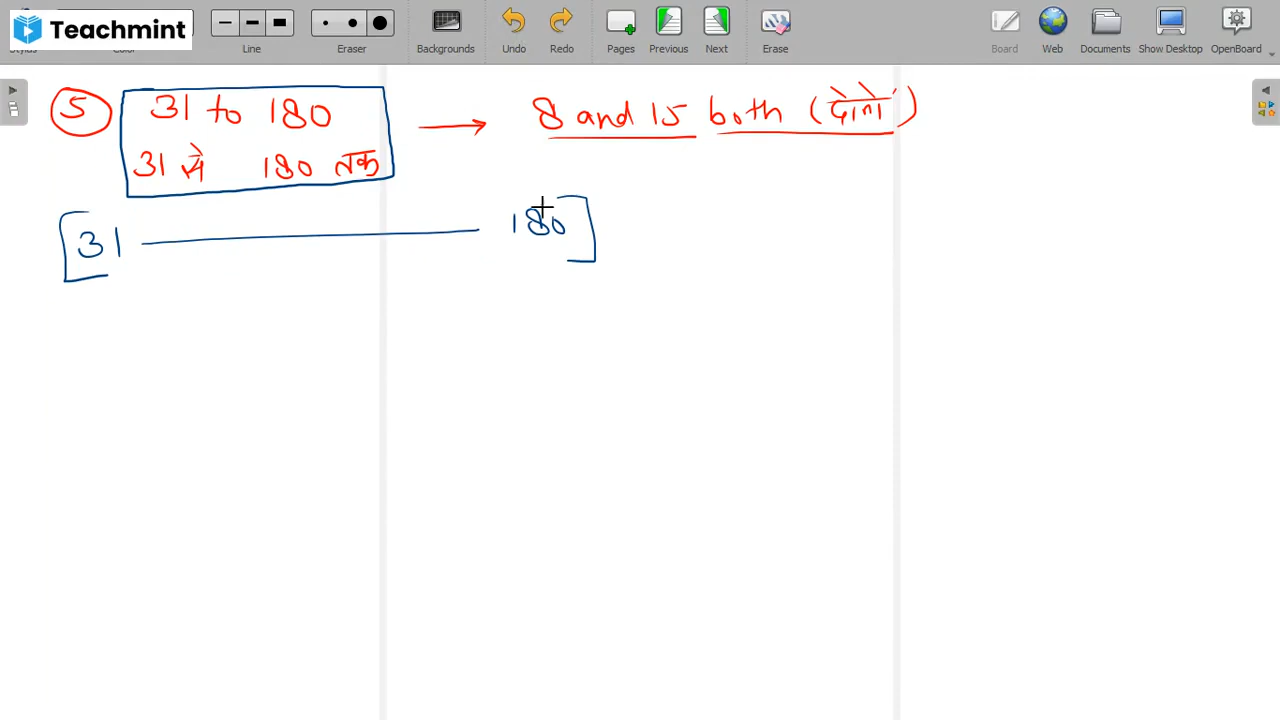 Teachmint
Line
Eraser
Backgrounds
Undo
Redo
Pages
Previous
Next
Erase
Board
Web
Documents
Show Desktop
OpenBoard
5
31 to 180
31 से 180 तक
→ 8 and 15 both (दोनों)
[31 ——— 180]